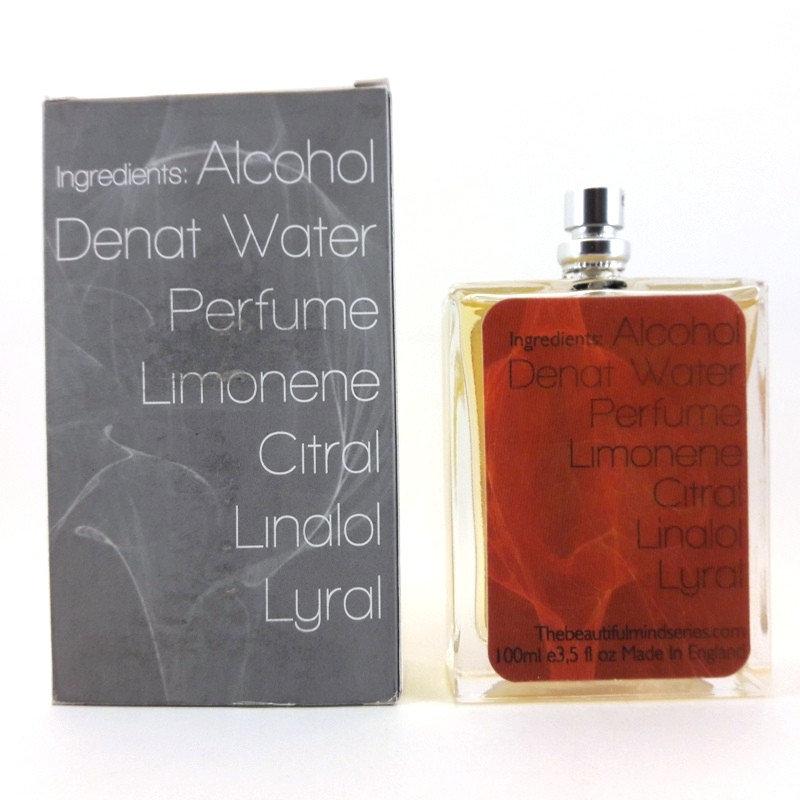 Ingredients: Alcohol
Denat Water
Perfume
Limonene
Citral
Linalol
Lyral
Ingredients: Alcohol
Denat Water
Perfume
Limonene
Citral
Linalol
Lyral
Thebeautifulmindseries.com
100ml e3,5 fl oz Made In England